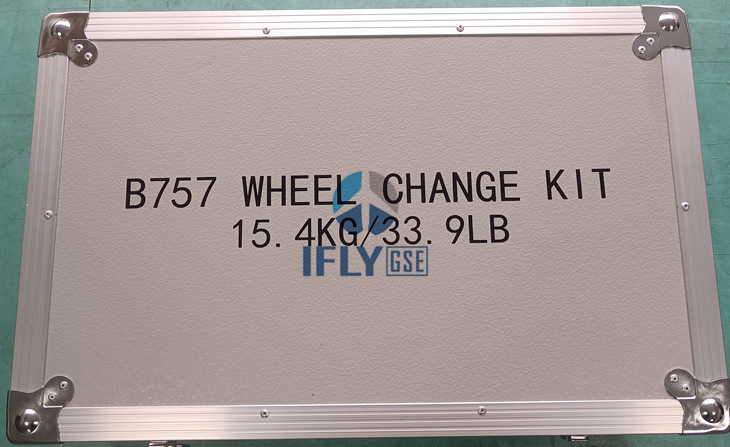 B757 WHEEL CHANGE KIT
15.4KG/33.9LB
IFLY GSE